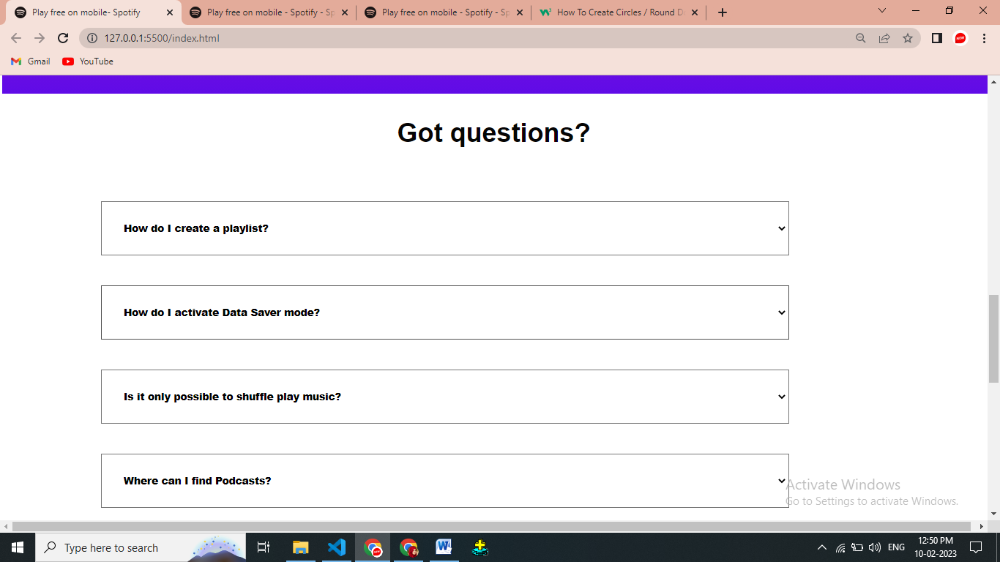 Play free on mobile- Spotify
Play free on mobile - Spotify - Sp
Play free on mobile - Spotify - Sp
How To Create Circles / Round D
127.0.0.1:5500/index.html
NEW
Gmail
YouTube
Got questions?
How do I create a playlist?
How do I activate Data Saver mode?
Is it only possible to shuffle play music?
Where can I find Podcasts?
Activate Windows
Go to Settings to activate Windows.
Type here to search
ENG
12:50 PM
10-02-2023